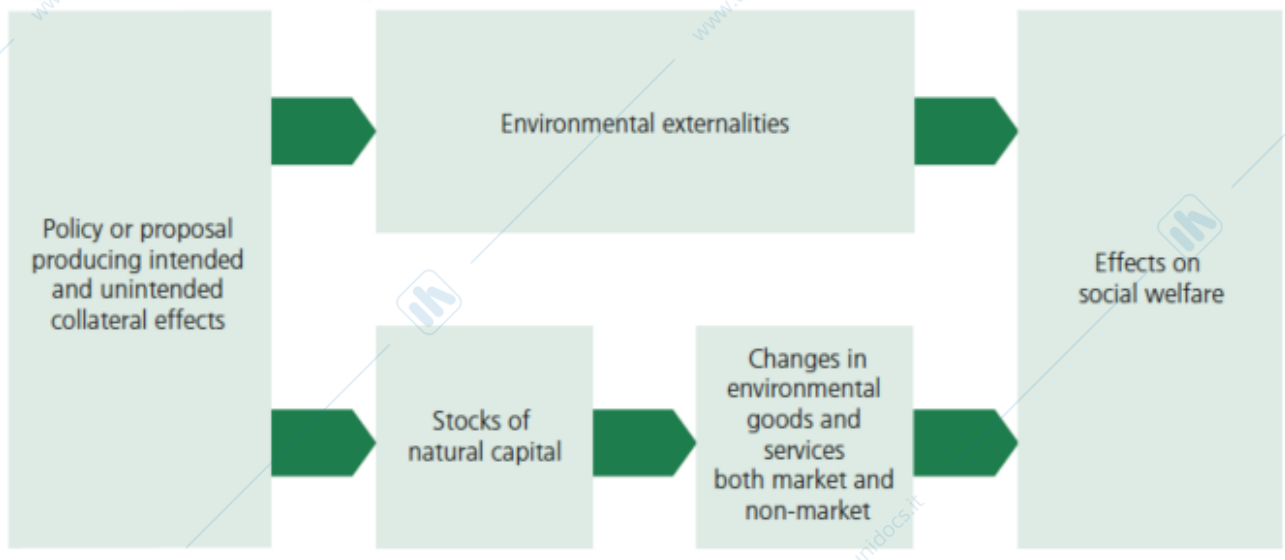 Environmental externalities
Policy or proposal
producing intended
and unintended
collateral effects
Effects on
social welfare
Stocks of
natural capital
Changes in
environmental
goods and
services
both market and
non-market